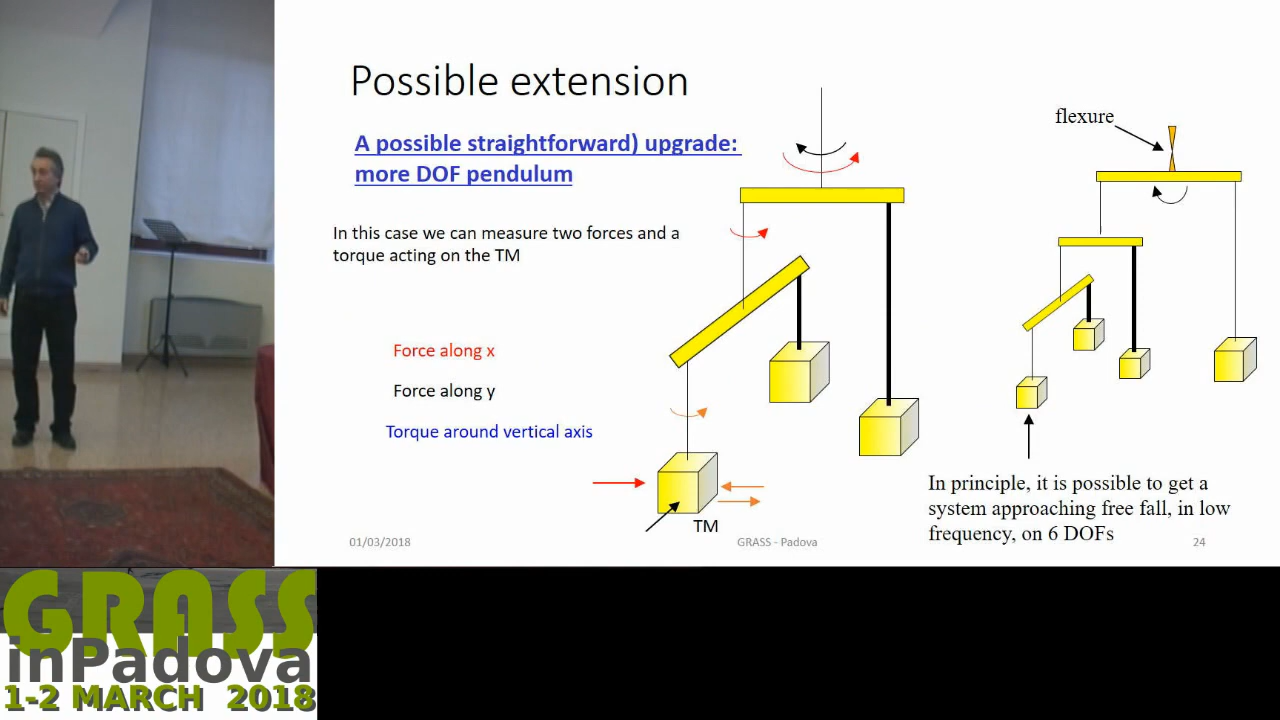 Possible extension
A possible straightforward) upgrade:
more DOF pendulum
In this case we can measure two forces and a
torque acting on the TM
Force along x
Force along y
Torque around vertical axis
TM
flexure
In principle, it is possible to get a
system approaching free fall, in low
frequency, on 6 DOFs
01/03/2018
GRASS - Padova
24
GRASS
inPadova
1-2 MARCH 2018